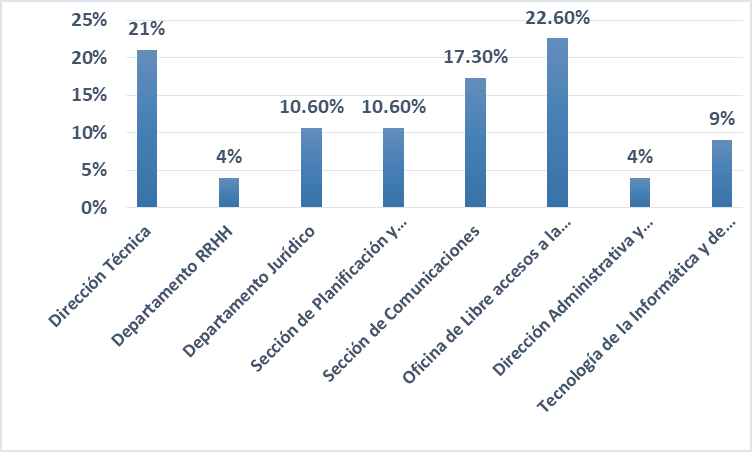 25%
20%
15%
10%
5%
0%
21%
4%
10.60%
10.60%
17.30%
22.60%
4%
9%
Dirección Técnica
Departamento RRHH
Departamento Jurídico
Sección de Planificación y...
Sección de Comunicaciones
Oficina de Libre accesos a la...
Dirección Administrativa y...
Tecnología de la Informática y de...